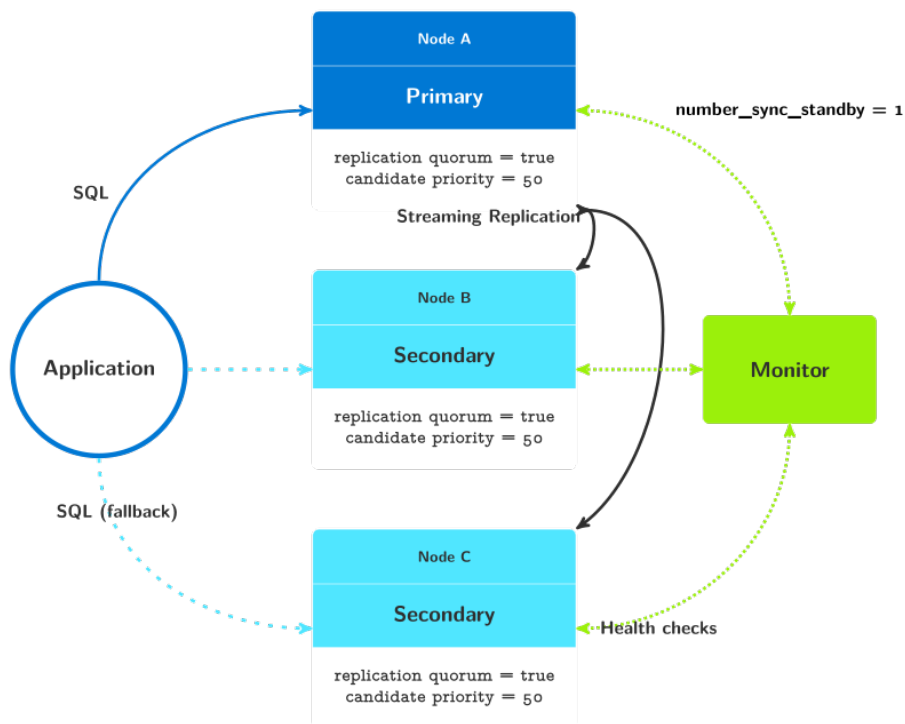 Node A
Primary
replication quorum = true
candidate priority = 50
number_sync_standby = 1
SQL
Streaming Replication
Node B
Secondary
replication quorum = true
candidate priority = 50
Application
Monitor
SQL (fallback)
Node C
Secondary
replication quorum = true
candidate priority = 50
Health checks